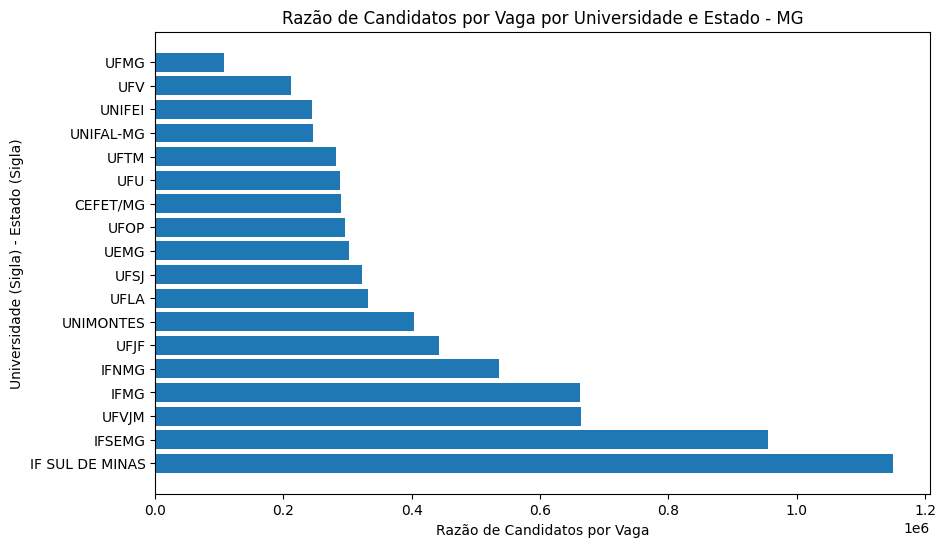 Razão de Candidatos por Vaga por Universidade e Estado - MG
Universidade (Sigla) - Estado (Sigla)
UFMG
UFV
UNIFEI
UNIFAL-MG
UFTM
UFU
CEFET/MG
UFOP
UEMG
UFSJ
UFLA
UNIMONTES
UFJF
IFNMG
IFMG
UFVJM
IFSEMG
IF SUL DE MINAS
0.0 0.2 0.4 0.6 0.8 1.0 1.2
1e6
Razão de Candidatos por Vaga